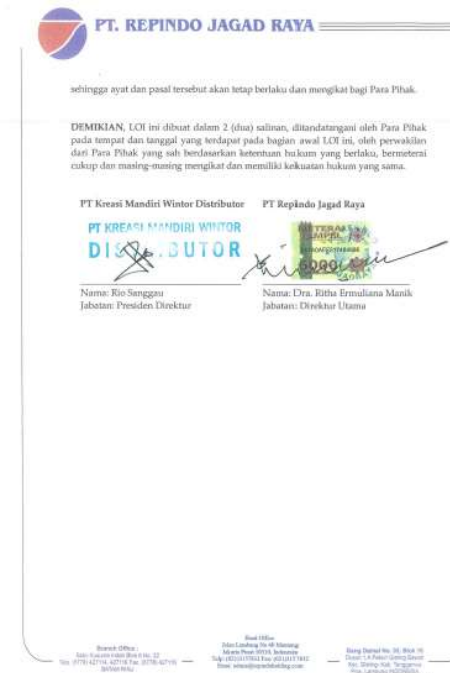 PT. REPINDO JAGAD RAYA
sehingga ayat dan pasal tersebut akan tetap berlaku dan mengikat bagi Para Pihak.
DEMIKIAN, LOI ini dibuat dalam 2 (dua) salinan, ditandatangani oleh Para Pihak
pada tempat dan tanggal yang terdapat pada bagian awal LOI ini, oleh perwakilan
dari Para Pihak yang sah berdasarkan ketentuan hukum yang berlaku, bermeterai
cukup dan masing-masing mengikat dan memiliki kekuatan hukum yang sama.
PT Kreasi Mandiri Wintor Distributor PT Repindo Jagad Raya
PT KREASI MANDIRI WINTOR
METERAI
TEMPEL
6000
Nama: Rio Sanggau Nama: Dra. Ritha Ermuliana Manik
Jabatan: Presiden Direktur Jabatan: Direktur Utama
Branch Office :
Head Office